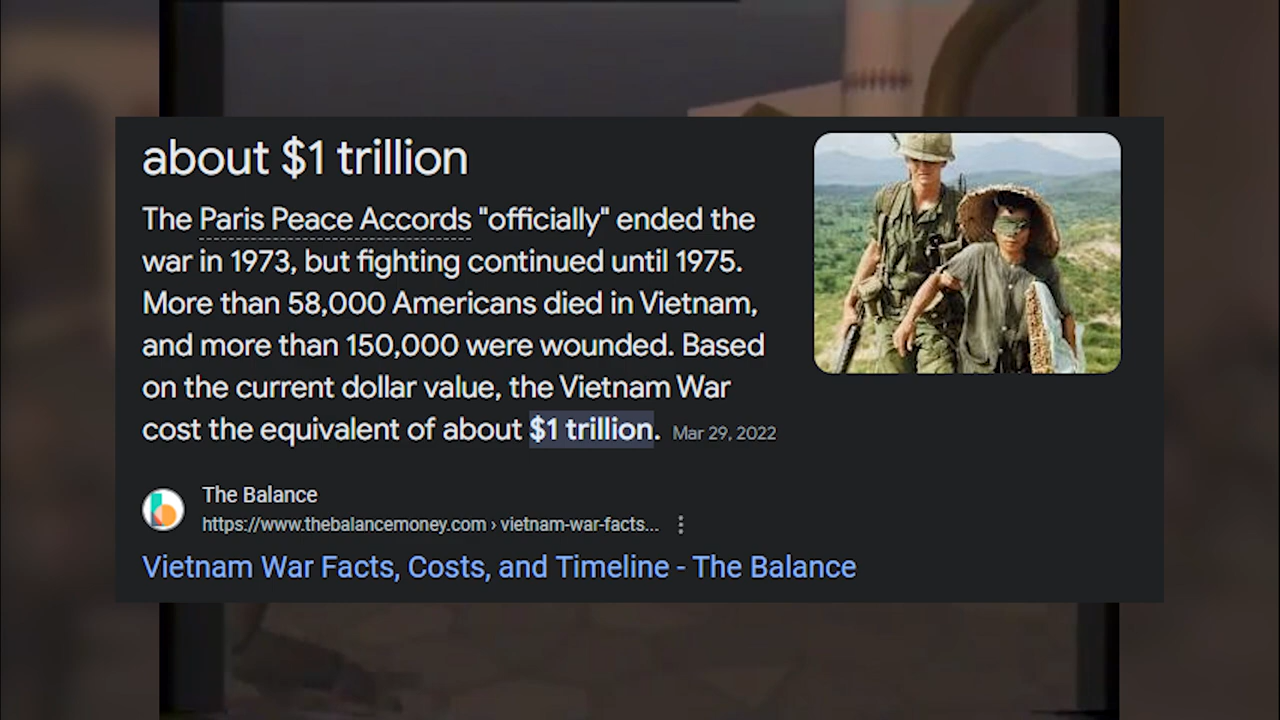 about $1 trillion
The Paris Peace Accords "officially" ended the
war in 1973, but fighting continued until 1975.
More than 58,000 Americans died in Vietnam,
and more than 150,000 were wounded. Based
on the current dollar value, the Vietnam War
cost the equivalent of about $1 trillion. Mar 29, 2022
The Balance
https://www.thebalancemoney.com › vietnam-war-facts...
Vietnam War Facts, Costs, and Timeline - The Balance